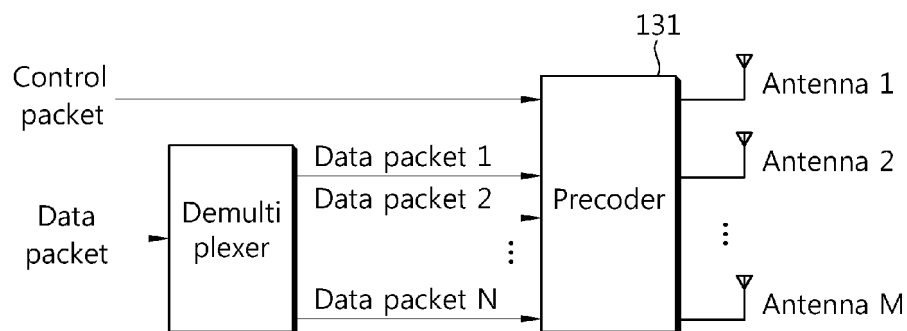 131
Control
packet
Antenna 1
Data packet 1
Antenna 2
Data packet 2
Demulti
plexer
Precoder
Data
packet
Data packet N
Antenna M